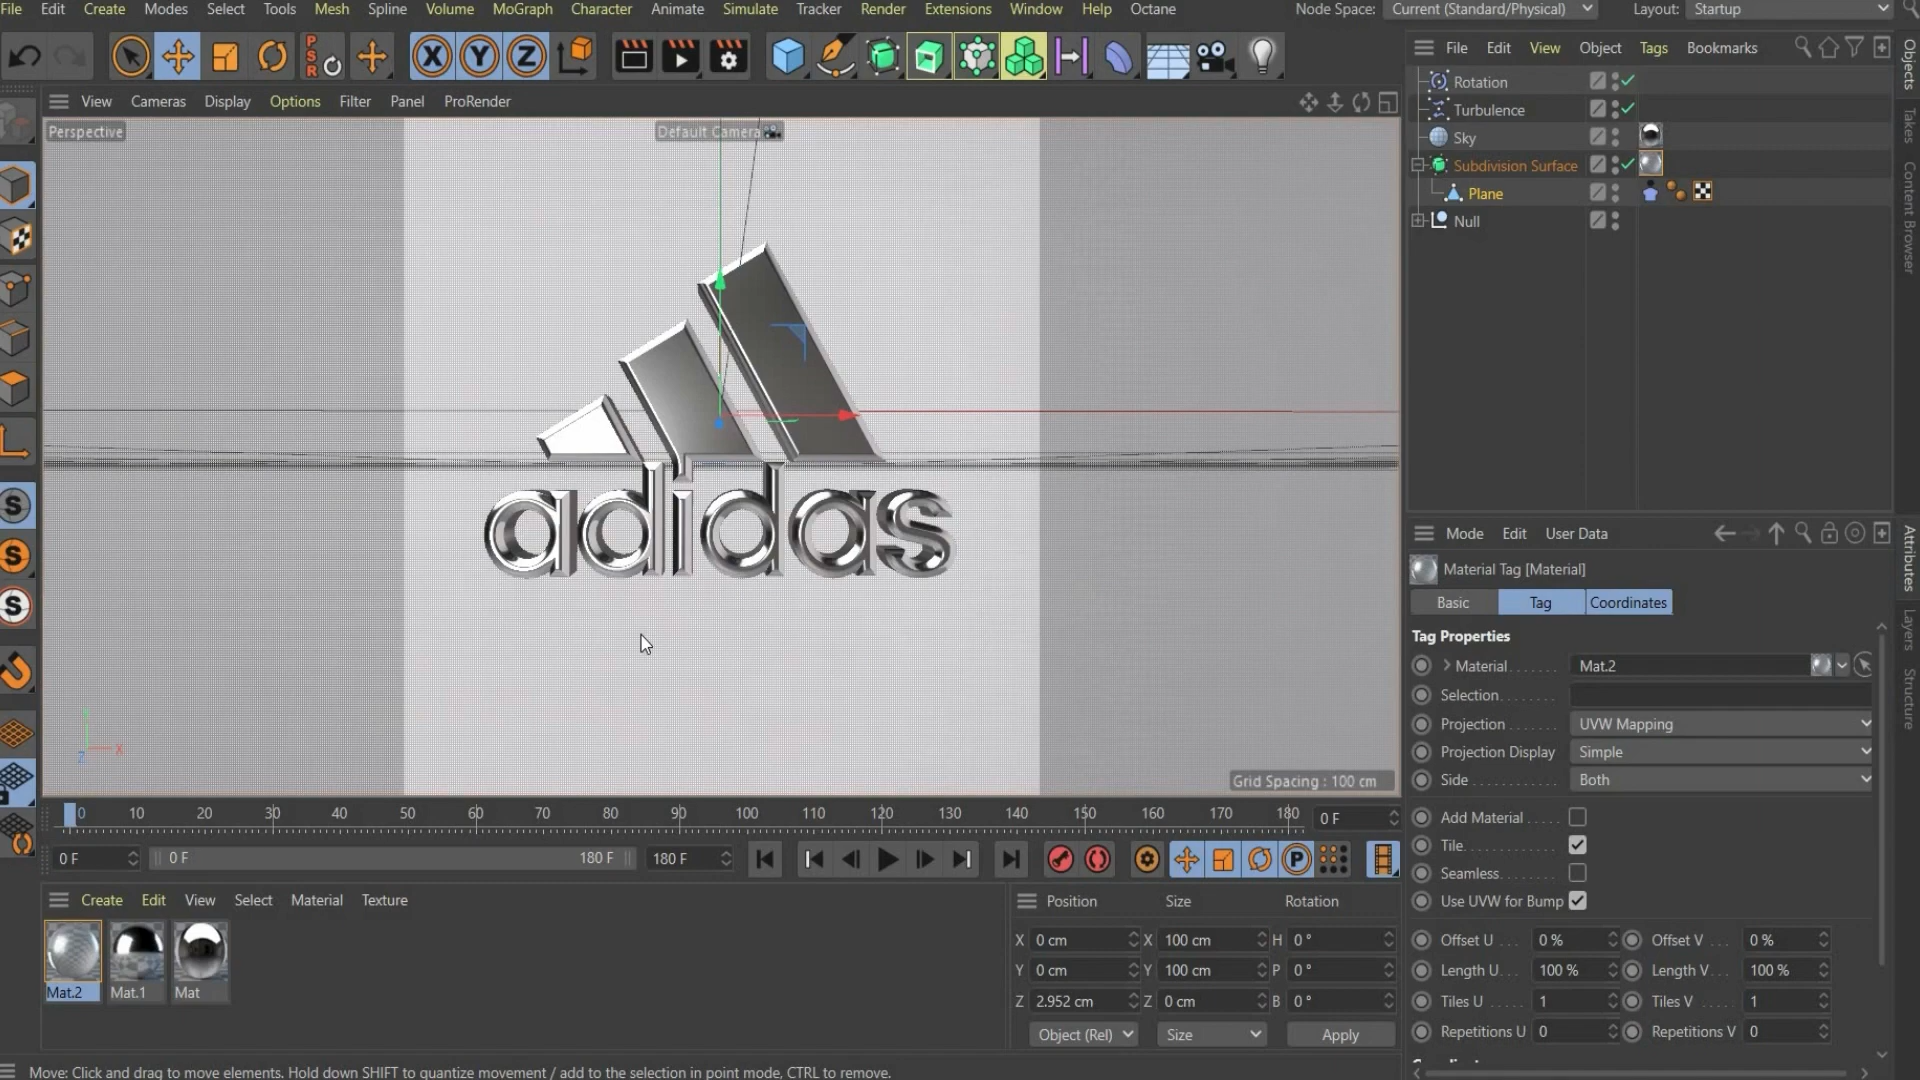 File Edit Create Modes Select Tools Mesh Spline Volume MoGraph Character Animate Simulate Tracker Render Extensions Window Help Octane Node Space: Current (Standard/Physical) Layout: Startup
PSR X Y Z
File Edit View Object Tags Bookmarks
Objects
Takes
Content Browser
View Cameras Display Options Filter Panel ProRender
Perspective
Default Camera
Rotation
Turbulence
Sky
Subdivision Surface
Plane
Null
adidas
Y
X
Z
Grid Spacing : 100 cm
S
S
S
Mode Edit User Data
Attributes
Layers
Structure
Material Tag [Material]
Basic Tag Coordinates
Tag Properties
Material Mat.2
Selection
Projection UVW Mapping
Projection Display Simple
Side Both
Add Material
Tile
Seamless
Use UVW for Bump
Offset U 0 % Offset V 0 %
Length U 100 % Length V 100 %
Tiles U 1 Tiles V 1
Repetitions U 0 Repetitions V 0
0 10 20 30 40 50 60 70 80 90 100 110 120 130 140 150 160 170 180 0 F
0 F 0 F 180 F 180 F P
Create Edit View Select Material Texture
Mat.2 Mat.1 Mat
Position Size Rotation
X 0 cm X 100 cm H 0 °
Y 0 cm Y 100 cm P 0 °
Z 2.952 cm Z 0 cm B 0 °
Object (Rel) Size Apply
Move: Click and drag to move elements. Hold down SHIFT to quantize movement / add to the selection in point mode, CTRL to remove.